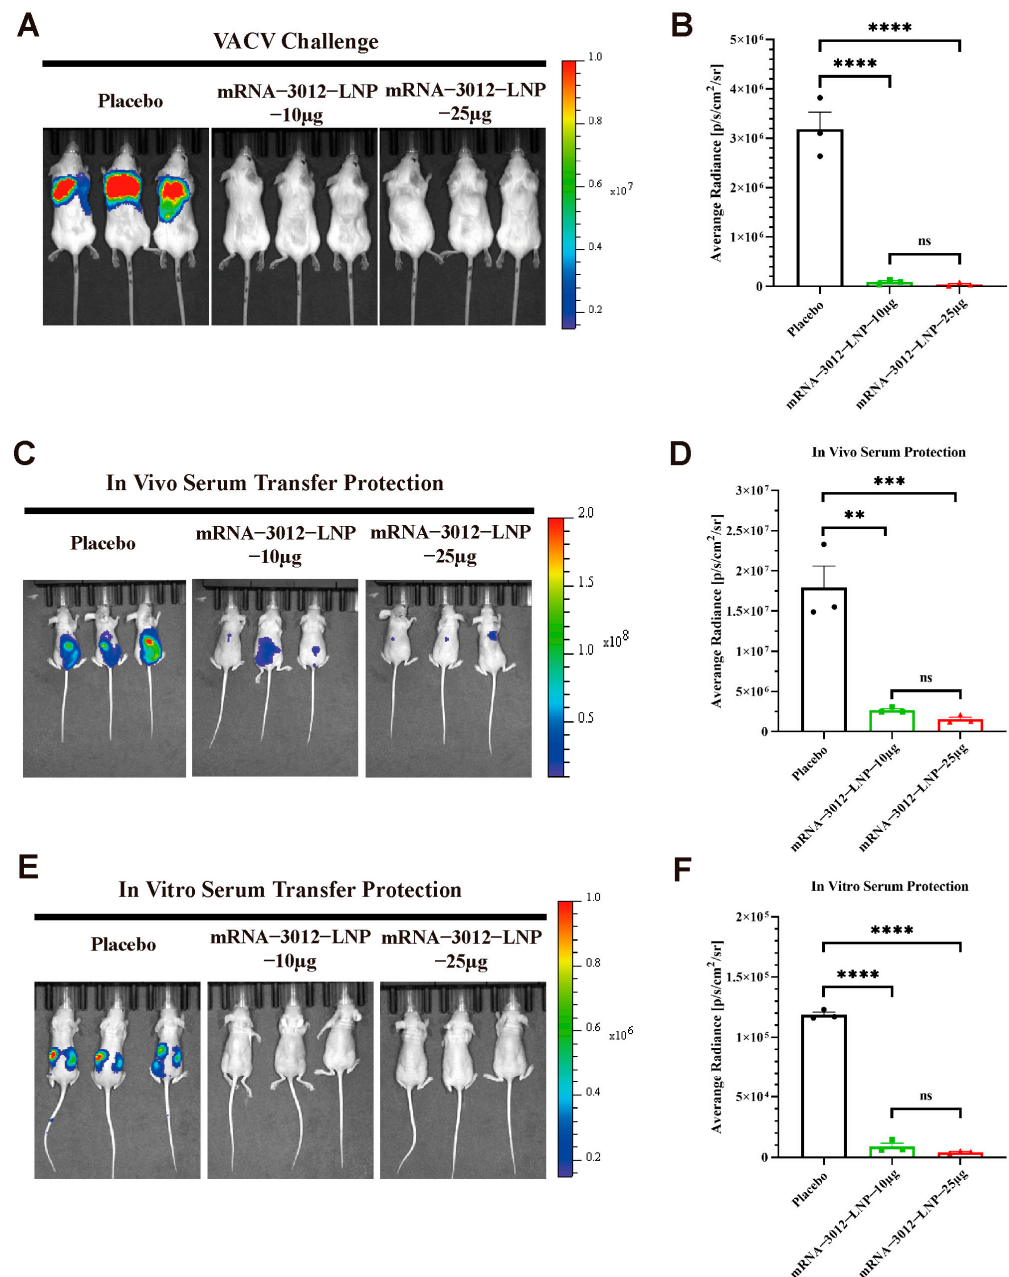 A
VACV Challenge
Placebo
mRNA−3012−LNP
−10μg
mRNA−3012−LNP
−25μg
1.0
0.8
0.6
x10⁷
0.4
0.2
B
Averange Radiance [p/s/cm²/sr]
5×10⁶
4×10⁶
3×10⁶
2×10⁶
1×10⁶
0
****
****
ns
Placebo
mRNA−3012−LNP−10μg
mRNA−3012−LNP−25μg
C
In Vivo Serum Transfer Protection
Placebo
mRNA−3012−LNP
−10μg
mRNA−3012−LNP
−25μg
2.0
1.5
1.0
x10⁸
0.5
D
In Vivo Serum Protection
Averange Radiance [p/s/cm²/sr]
3×10⁷
2.5×10⁷
2×10⁷
1.5×10⁷
1×10⁷
5×10⁶
0
***
**
ns
Placebo
mRNA−3012−LNP−10μg
mRNA−3012−LNP−25μg
E
In Vitro Serum Transfer Protection
Placebo
mRNA−3012−LNP
−10μg
mRNA−3012−LNP
−25μg
1.0
0.8
0.6
x10⁶
0.4
0.2
F
In Vitro Serum Protection
Averange Radiance [p/s/cm²/sr]
2×10⁵
1.5×10⁵
1×10⁵
5×10⁴
0
****
****
ns
Placebo
mRNA−3012−LNP−10μg
mRNA−3012−LNP−25μg